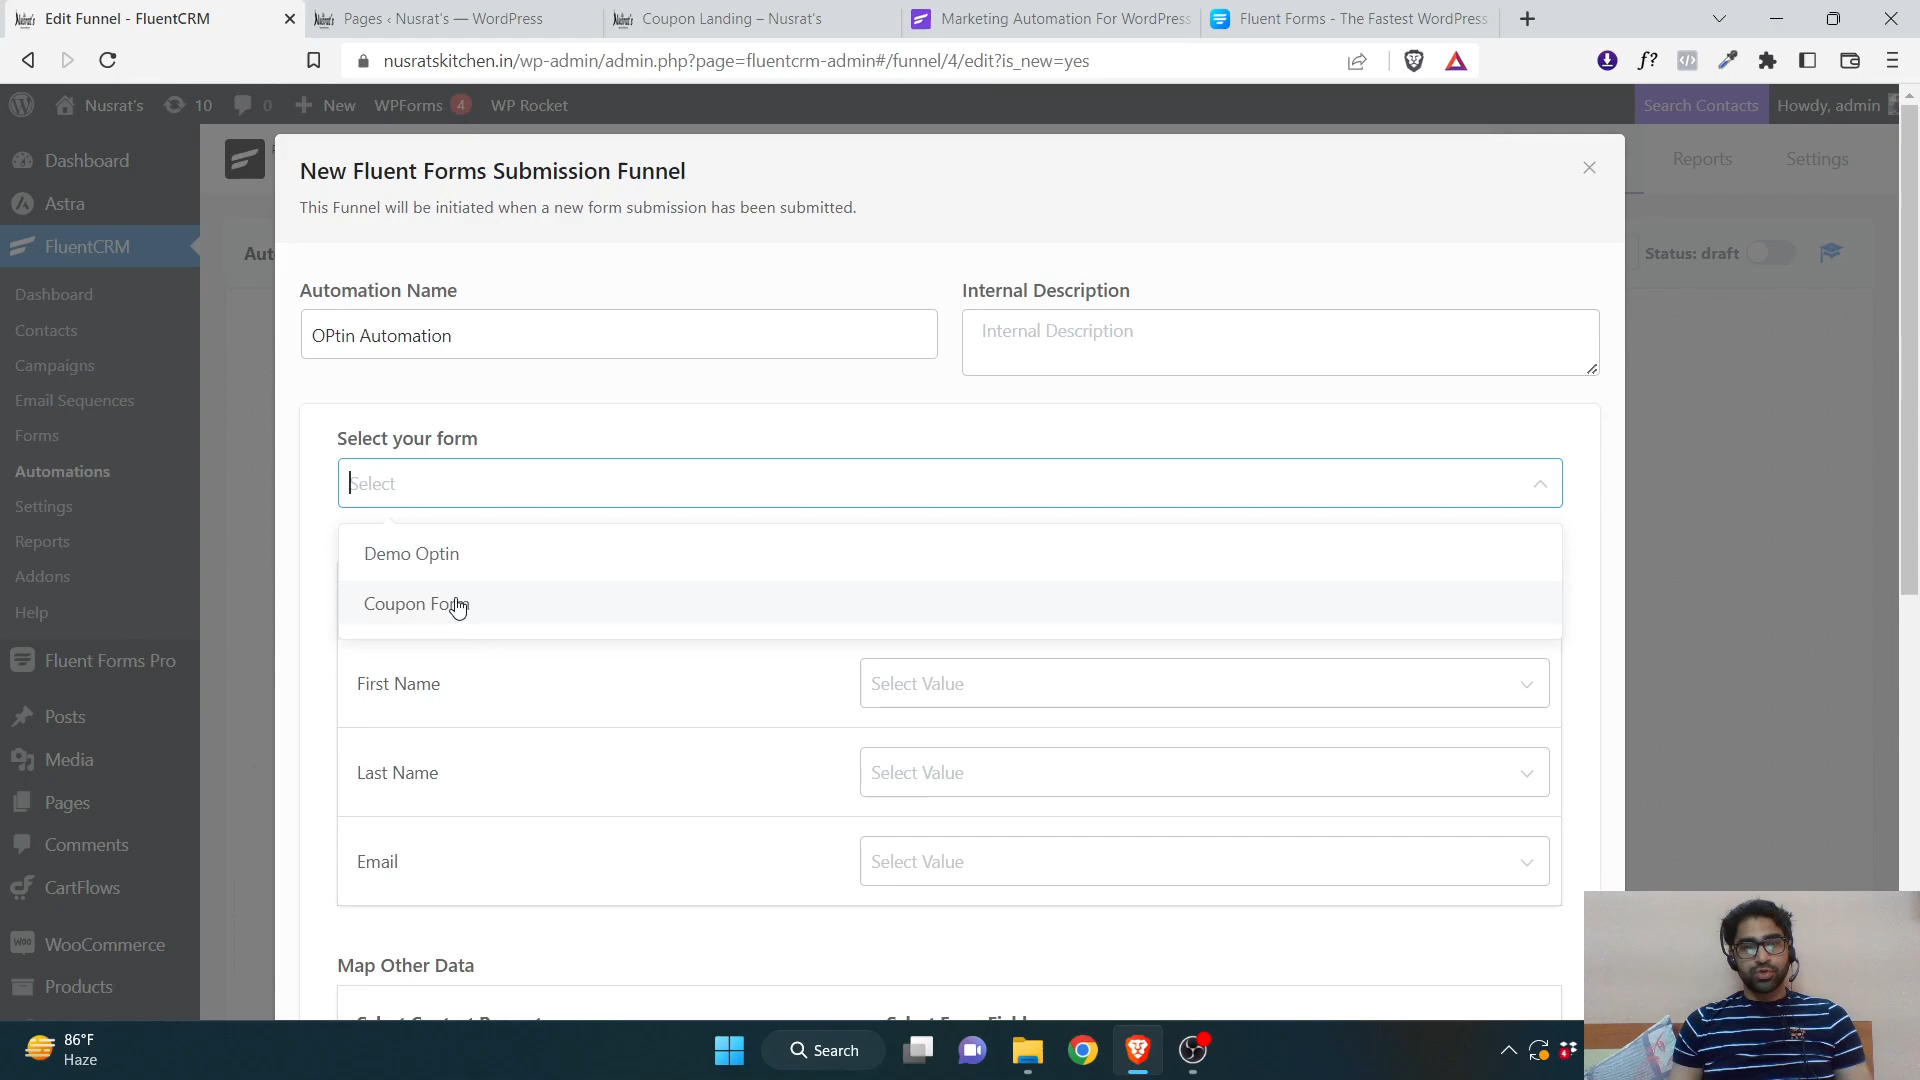 Edit Funnel - FluentCRM
Pages ‹ Nusrat's — WordPress
Coupon Landing – Nusrat's
Marketing Automation For WordPress
Fluent Forms - The Fastest WordPress
nusratskitchen.in/wp-admin/admin.php?page=fluentcrm-admin#/funnel/4/edit?is_new=yes
f?
Nusrat's
10
0
New
WPForms 4
WP Rocket
Search Contacts
Howdy, admin
Dashboard
Astra
FluentCRM
Dashboard
Contacts
Campaigns
Email Sequences
Forms
Automations
Settings
Reports
Addons
Help
Fluent Forms Pro
Posts
Media
Pages
Comments
CartFlows
WooCommerce
Products
Reports
Settings
Aut
Status: draft
New Fluent Forms Submission Funnel
This Funnel will be initiated when a new form submission has been submitted.
Automation Name
OPtin Automation
Internal Description
Internal Description
Select your form
Select
Demo Optin
Coupon Form
First Name
Select Value
Last Name
Select Value
Email
Select Value
Map Other Data
86°F
Haze
Search
4